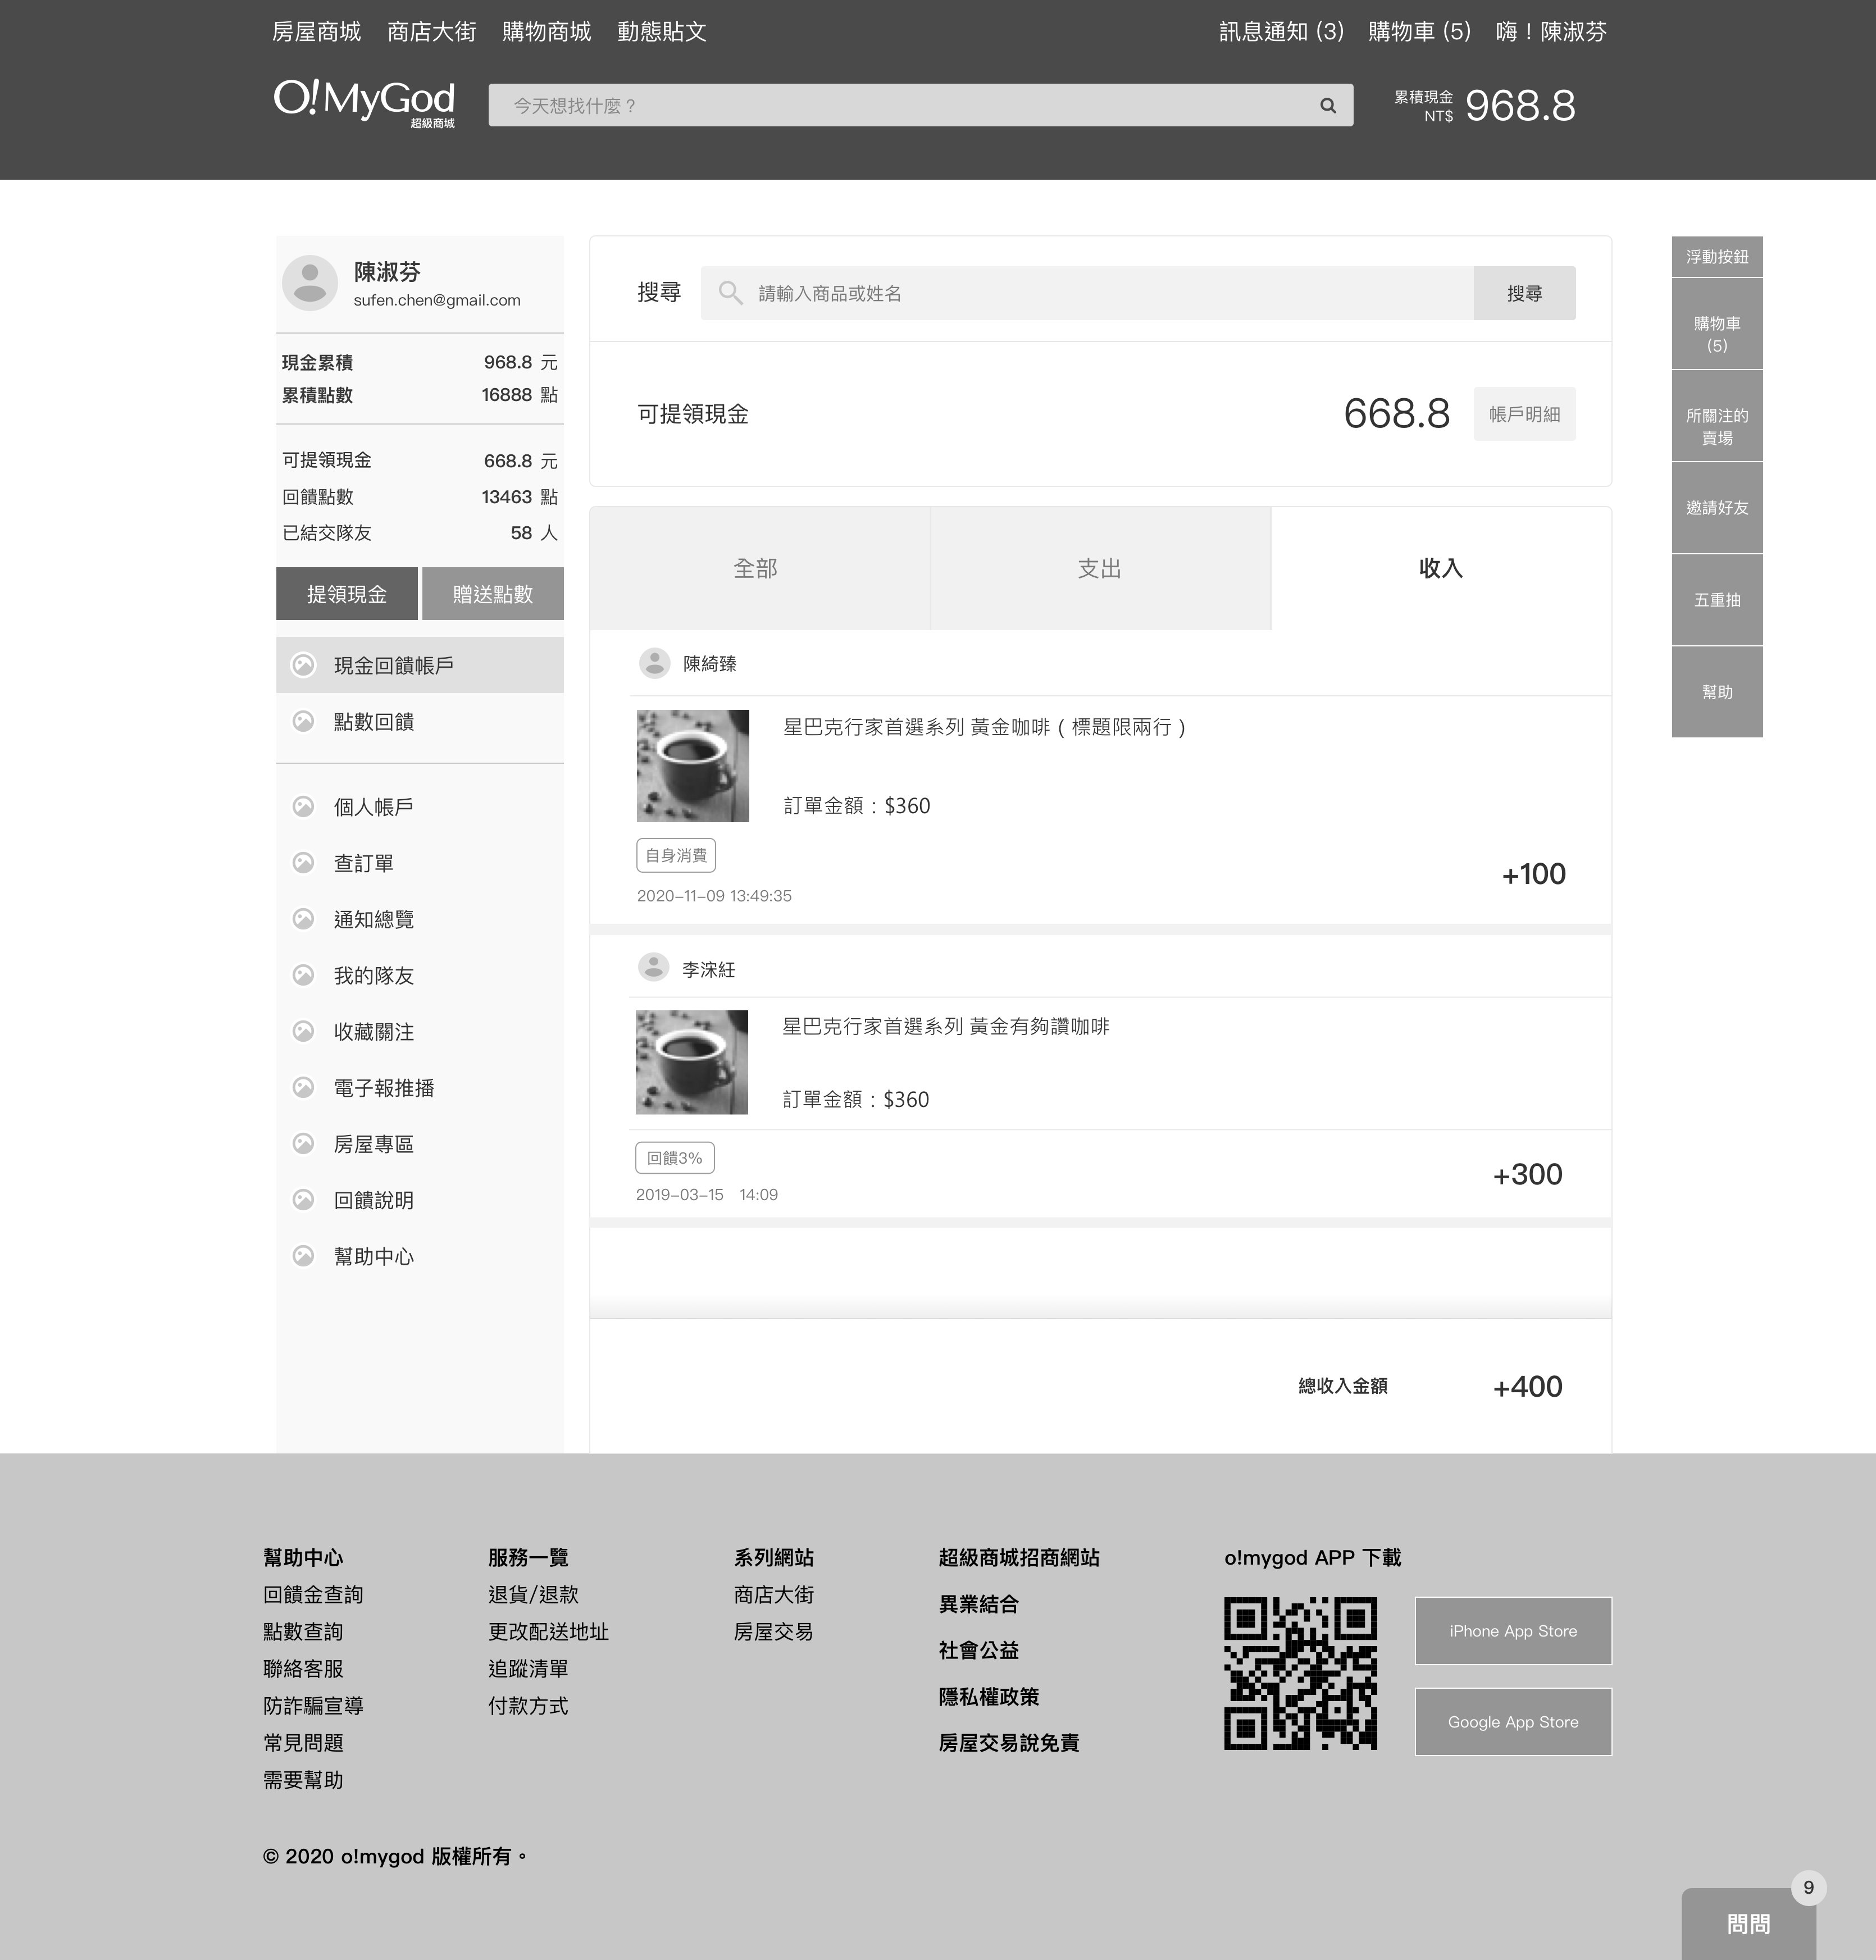 房屋商城 商店大街 購物商城 動態貼文 訊息通知 (3) 購物車 (5) 嗨！陳淑芬
O!MyGod
超級商城
今天想找什麼？
累積現金
NT$ 968.8
陳淑芬
sufen.chen@gmail.com
現金累積 968.8 元
累積點數 16888 點
可提領現金 668.8 元
回饋點數 13463 點
已結交隊友 58 人
提領現金 贈送點數
現金回饋帳戶
點數回饋
個人帳戶
查訂單
通知總覽
我的隊友
收藏關注
電子報推播
房屋專區
回饋說明
幫助中心
搜尋 請輸入商品或姓名 搜尋
可提領現金 668.8 帳戶明細
全部 支出 收入
陳綺臻
星巴克行家首選系列 黃金咖啡（標題限兩行）
訂單金額：$360
自身消費
2020-11-09 13:49:35
+100
李浨紝
星巴克行家首選系列 黃金有夠讚咖啡
訂單金額：$360
回饋3%
2019-03-15 14:09
+300
總收入金額 +400
浮動按鈕
購物車
(5)
所關注的
賣場
邀請好友
五重抽
幫助
幫助中心
回饋金查詢
點數查詢
聯絡客服
防詐騙宣導
常見問題
需要幫助
服務一覽
退貨/退款
更改配送地址
追蹤清單
付款方式
系列網站
商店大街
房屋交易
超級商城招商網站
異業結合
社會公益
隱私權政策
房屋交易說免責
o!mygod APP 下載
iPhone App Store
Google App Store
© 2020 o!mygod 版權所有。
9
問問